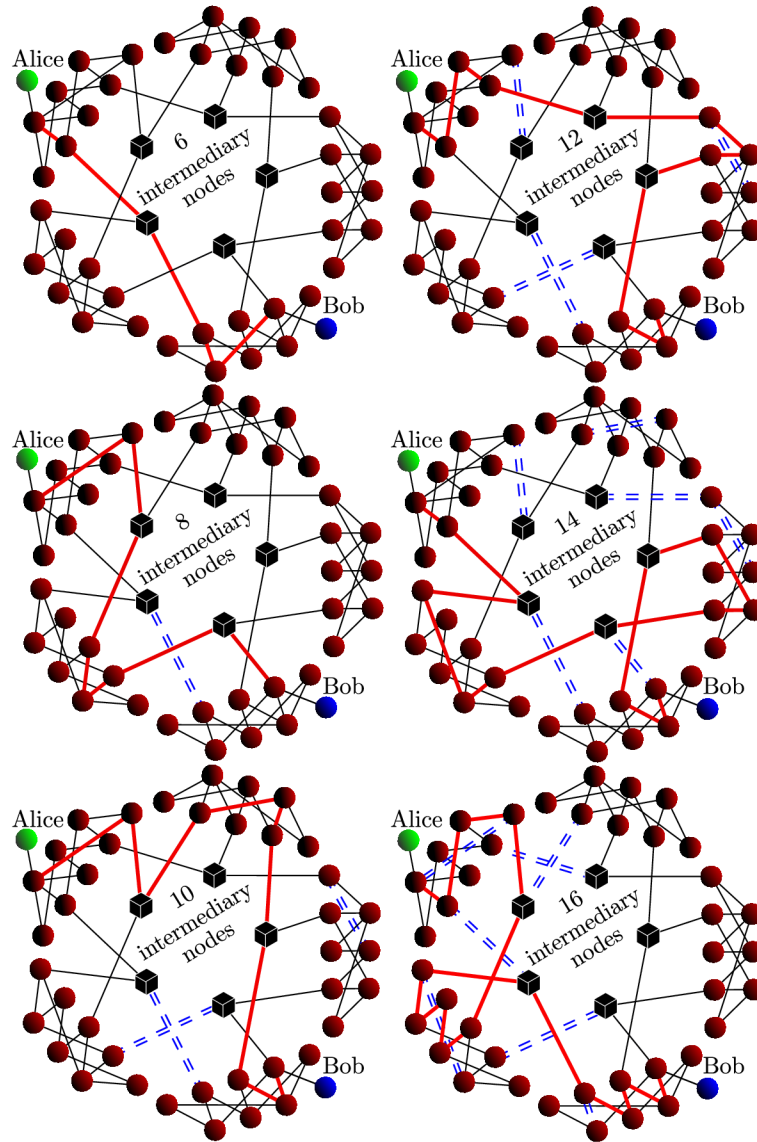 Alice
6
intermediary
nodes
Bob
Alice
12
intermediary
nodes
Bob
Alice
8
intermediary
nodes
Bob
Alice
14
intermediary
nodes
Bob
Alice
10
intermediary
nodes
Bob
Alice
16
intermediary
nodes
Bob